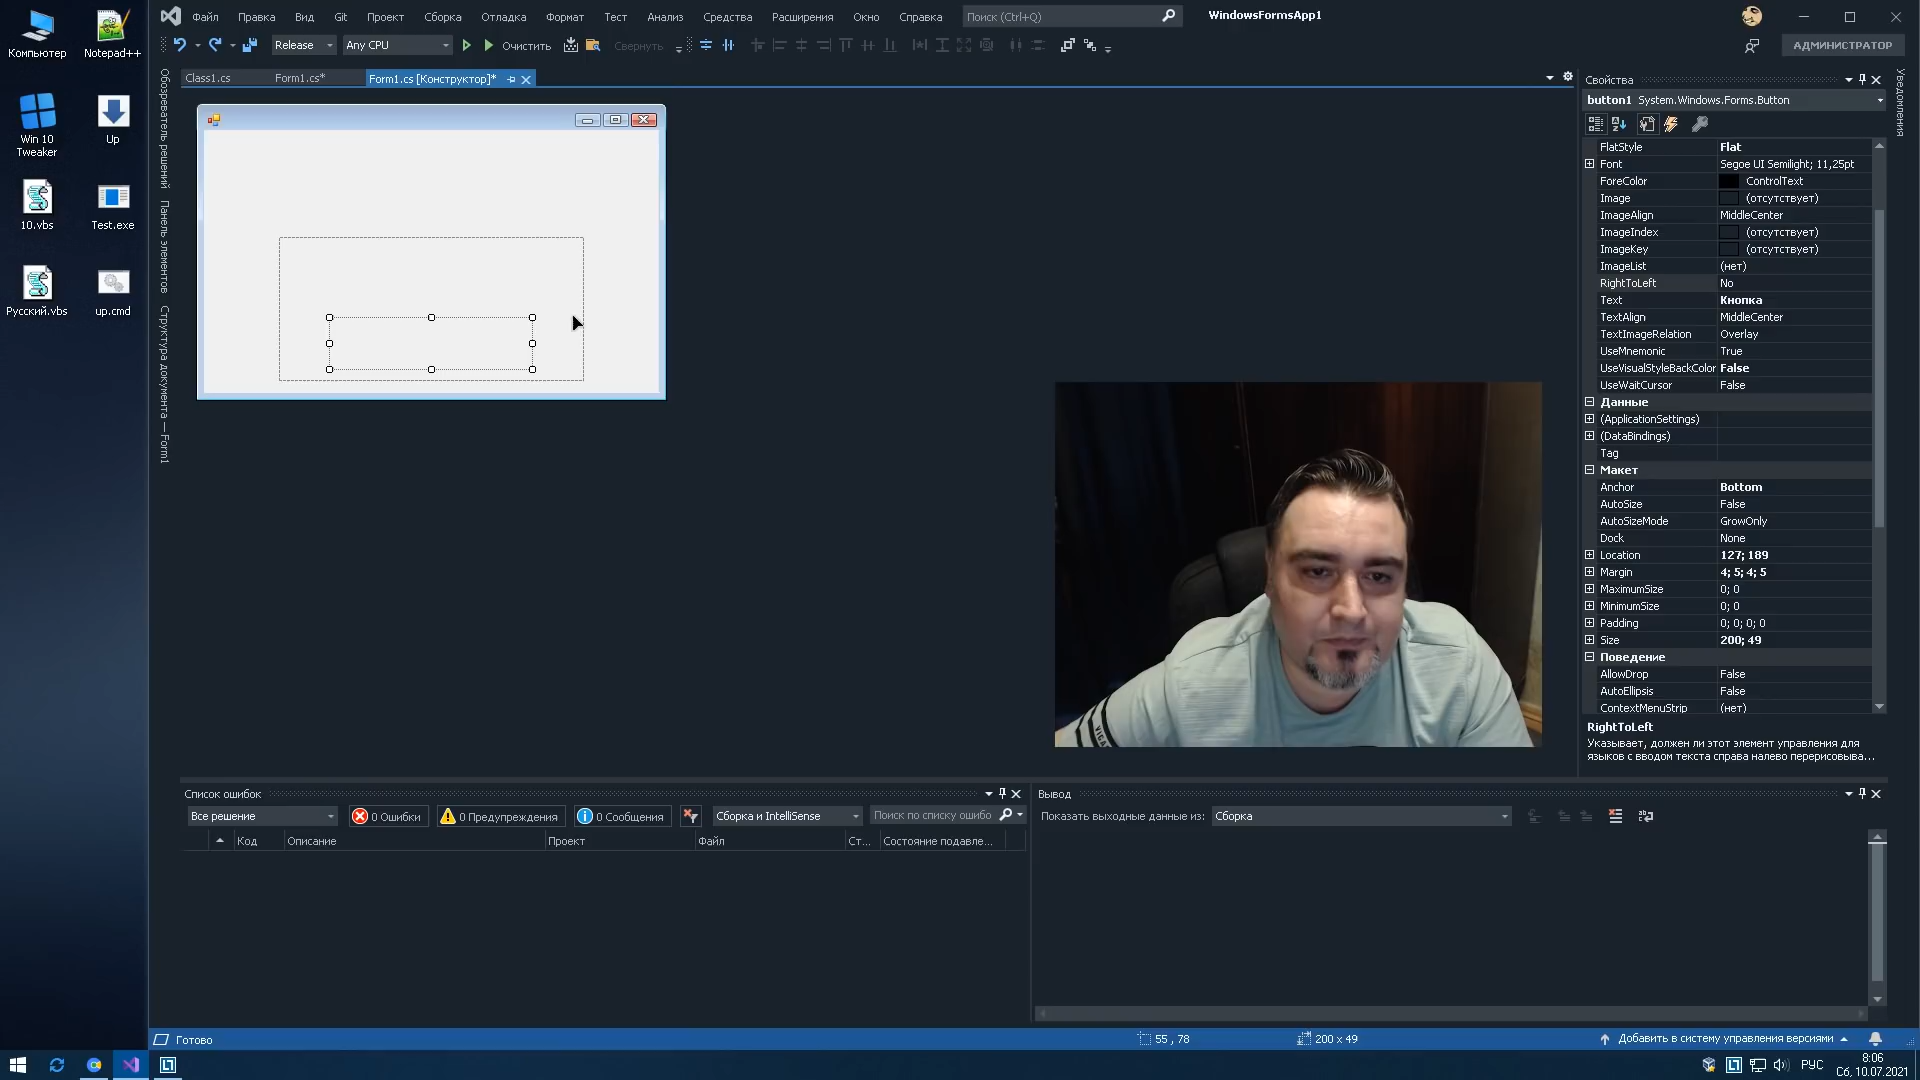 Компьютер
Notepad++
Win 10
Tweaker
Up
10.vbs
Test.exe
Русский.vbs
up.cmd
Файл Правка Вид Git Проект Сборка Отладка Формат Тест Анализ Средства Расширения Окно Справка Поиск (Ctrl+Q) WindowsFormsApp1
Release Any CPU Очистить Свернуть АДМИНИСТРАТОР
Class1.cs Form1.cs* Form1.cs [Конструктор]*
Обозреватель решений
Панель элементов
Структура документа — Form1
Уведомления
Свойства
button1 System.Windows.Forms.Button
FlatStyle Flat
Font Segoe UI Semilight; 11,25pt
ForeColor ControlText
Image (отсутствует)
ImageAlign MiddleCenter
ImageIndex (отсутствует)
ImageKey (отсутствует)
ImageList (нет)
RightToLeft No
Text Кнопка
TextAlign MiddleCenter
TextImageRelation Overlay
UseMnemonic True
UseVisualStyleBackColor False
UseWaitCursor False
Данные
(ApplicationSettings)
(DataBindings)
Tag
Макет
Anchor Bottom
AutoSize False
AutoSizeMode GrowOnly
Dock None
Location 127; 189
Margin 4; 5; 4; 5
MaximumSize 0; 0
MinimumSize 0; 0
Padding 0; 0; 0; 0
Size 200; 49
Поведение
AllowDrop False
AutoEllipsis False
ContextMenuStrip (нет)
RightToLeft
Указывает, должен ли этот элемент управления для
языков с вводом текста справа налево перерисовыва...
Список ошибок
Все решение 0 Ошибки 0 Предупреждения 0 Сообщения Сборка и IntelliSense Поиск по списку ошибо
Код Описание Проект Файл Ст... Состояние подавле...
Вывод
Показать выходные данные из: Сборка
Готово 55 , 78 200 x 49 Добавить в систему управления версиями
РУС
8:06
Сб, 10.07.2021